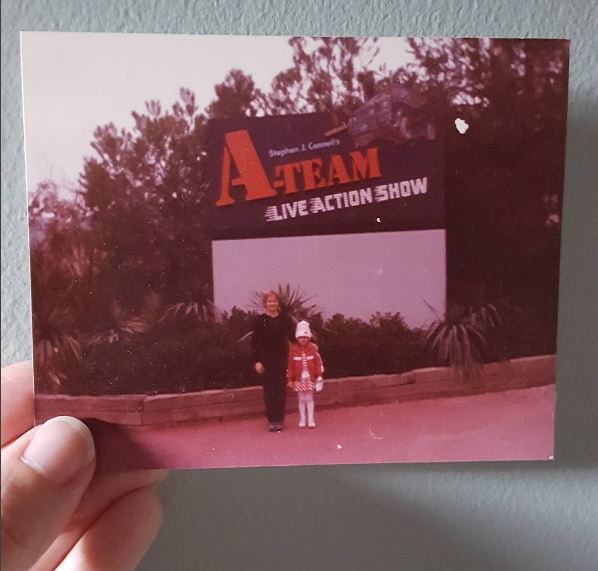 Stephen J. Cannell's
A-TEAM
LIVE ACTION SHOW